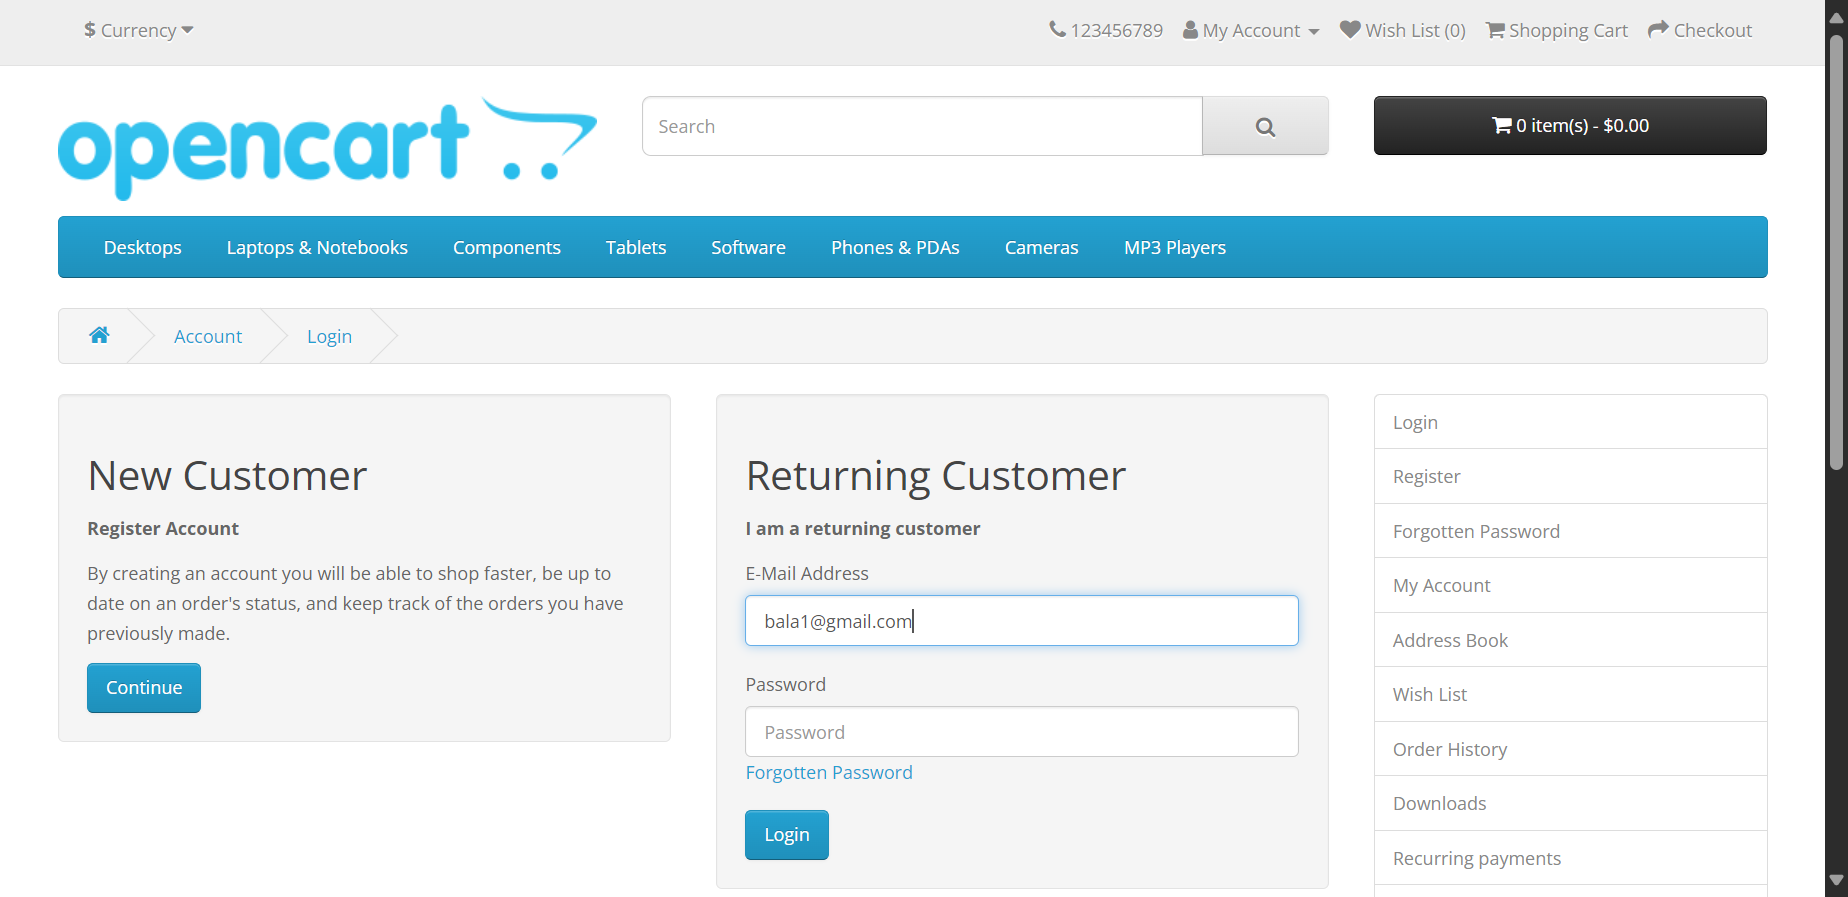 $ Currency
123456789 My Account Wish List (0) Shopping Cart Checkout
opencart
Search
0 item(s) - $0.00
Desktops Laptops & Notebooks Components Tablets Software Phones & PDAs Cameras MP3 Players
Account Login
New Customer
Register Account
By creating an account you will be able to shop faster, be up to
date on an order's status, and keep track of the orders you have
previously made.
Continue
Returning Customer
I am a returning customer
E-Mail Address
bala1@gmail.com
Password
Password
Forgotten Password
Login
Login
Register
Forgotten Password
My Account
Address Book
Wish List
Order History
Downloads
Recurring payments